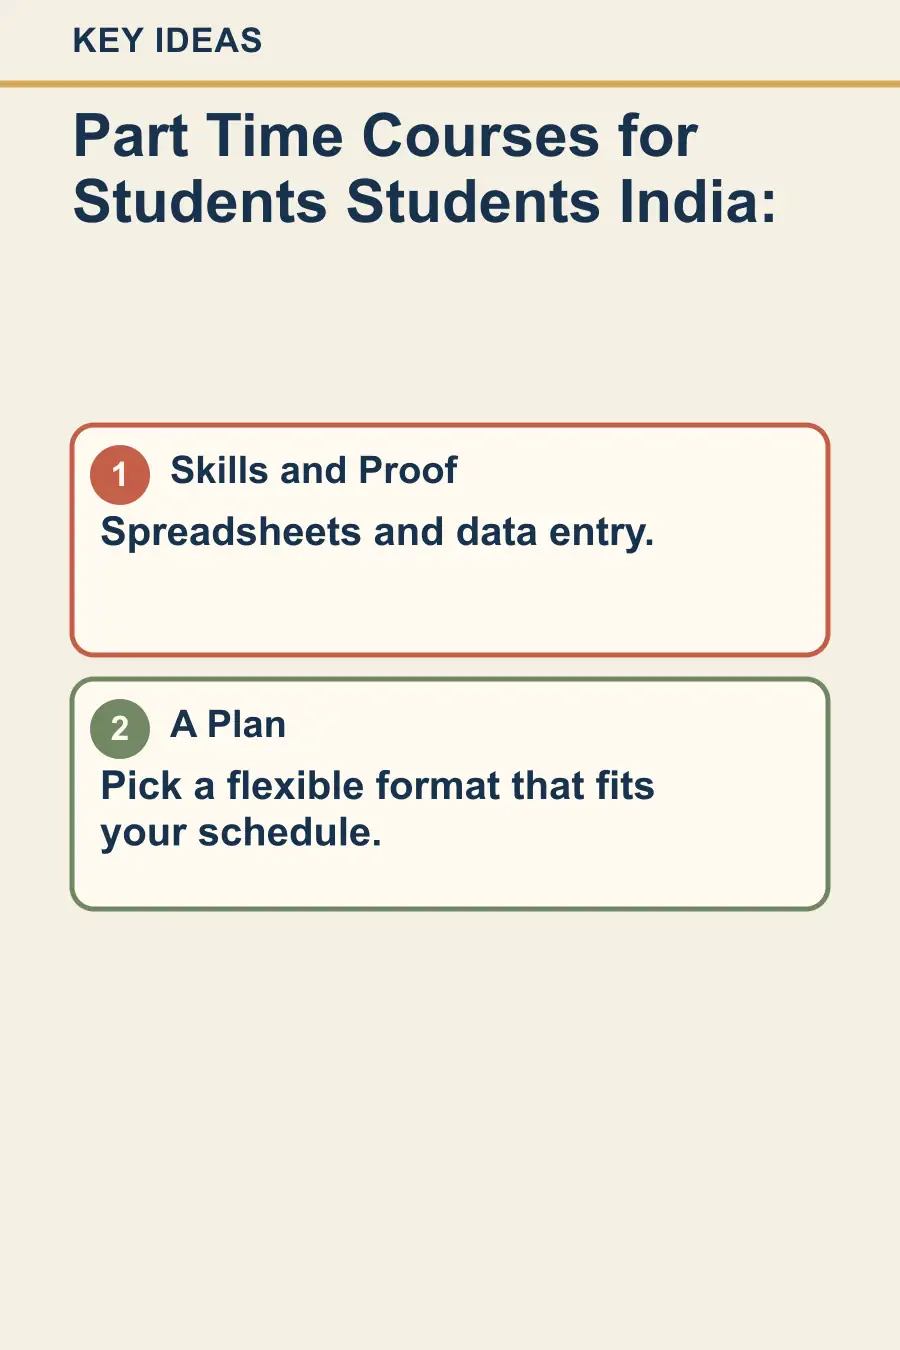 KEY IDEAS
Part Time Courses for
Students Students India:
1 Skills and Proof
Spreadsheets and data entry.
2 A Plan
Pick a flexible format that fits
your schedule.